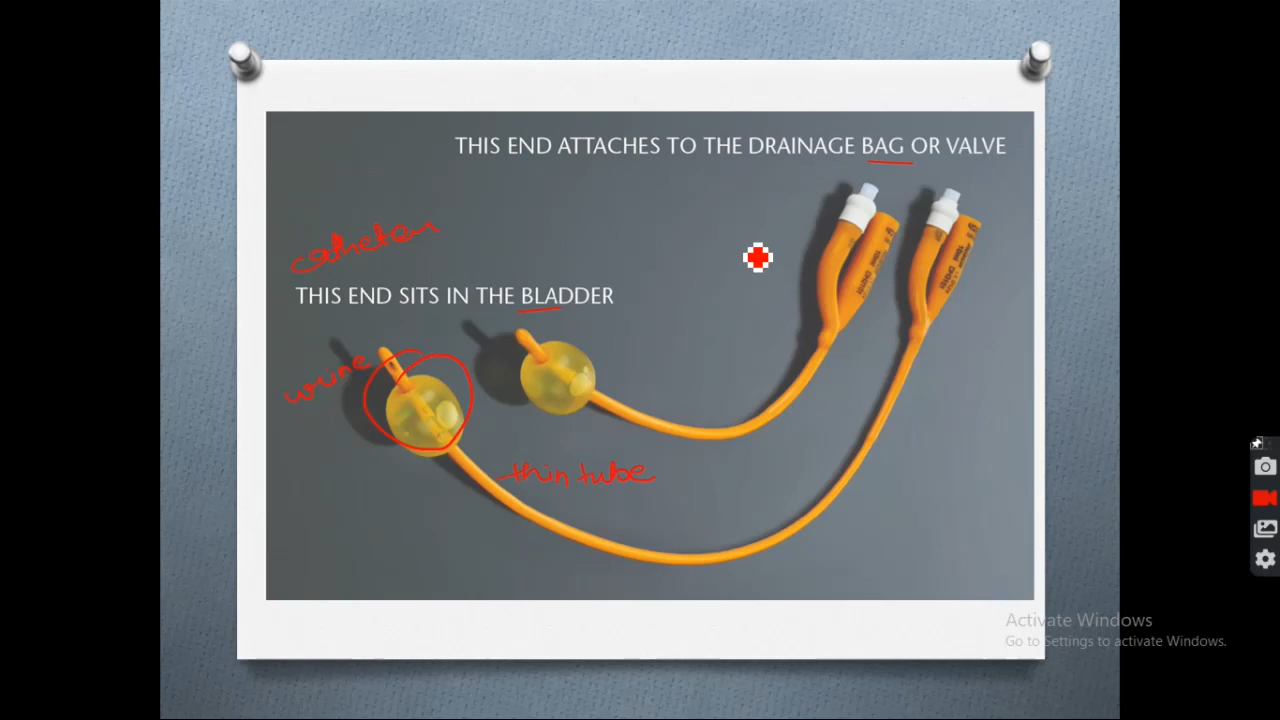 THIS END ATTACHES TO THE DRAINAGE BAG OR VALVE
catheter
THIS END SITS IN THE BLADDER
urine
thin tube
Activate Windows
Go to Settings to activate Windows.